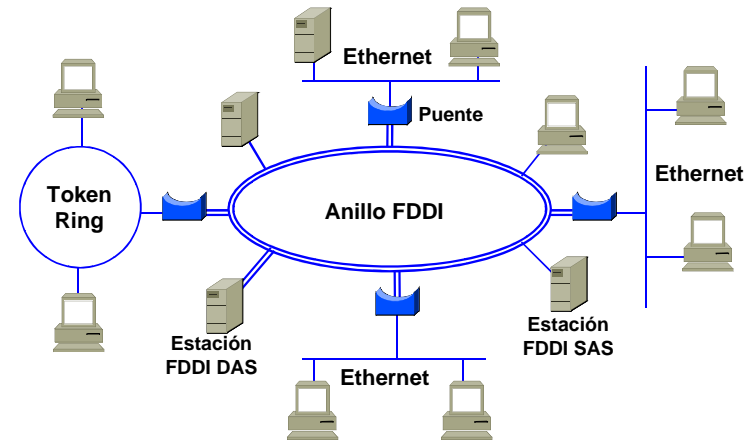 Ethernet
Puente
Token
Ring
Anillo FDDI
Ethernet
Estación
FDDI DAS
Estación
FDDI SAS
Ethernet